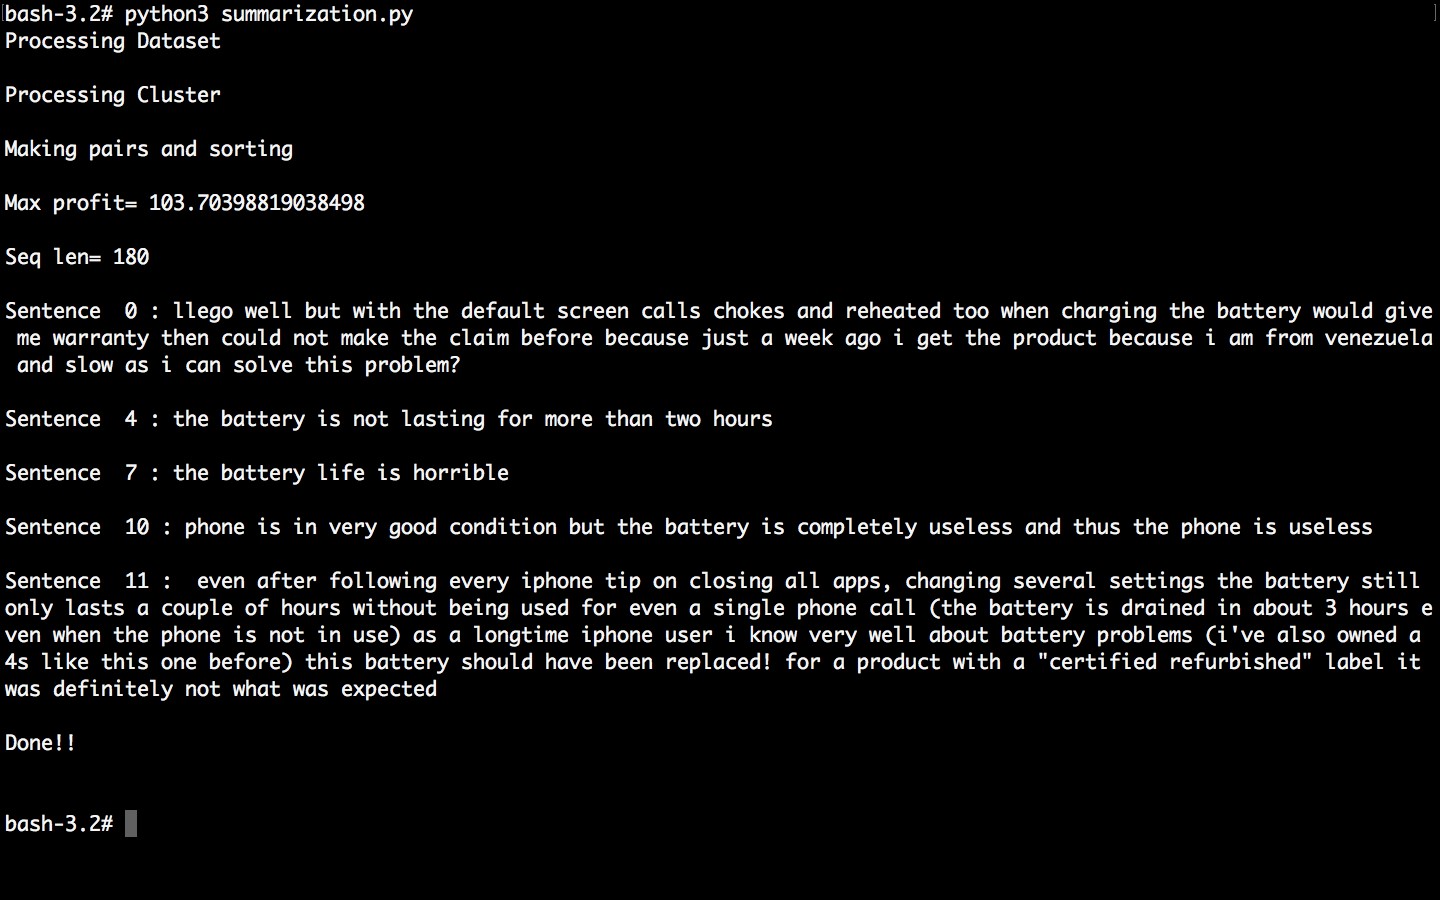 bash-3.2# python3 summarization.py
Processing Dataset
Processing Cluster
Making pairs and sorting
Max profit= 103.70398819038498
Seq len= 180
Sentence  0 : llego well but with the default screen calls chokes and reheated too when charging the battery would give
 me warranty then could not make the claim before because just a week ago i get the product because i am from venezuela
 and slow as i can solve this problem?
Sentence  4 : the battery is not lasting for more than two hours
Sentence  7 : the battery life is horrible
Sentence  10 : phone is in very good condition but the battery is completely useless and thus the phone is useless
Sentence  11 :  even after following every iphone tip on closing all apps, changing several settings the battery still
only lasts a couple of hours without being used for even a single phone call (the battery is drained in about 3 hours e
ven when the phone is not in use) as a longtime iphone user i know very well about battery problems (i've also owned a
4s like this one before) this battery should have been replaced! for a product with a "certified refurbished" label it
was definitely not what was expected
Done!!
bash-3.2#